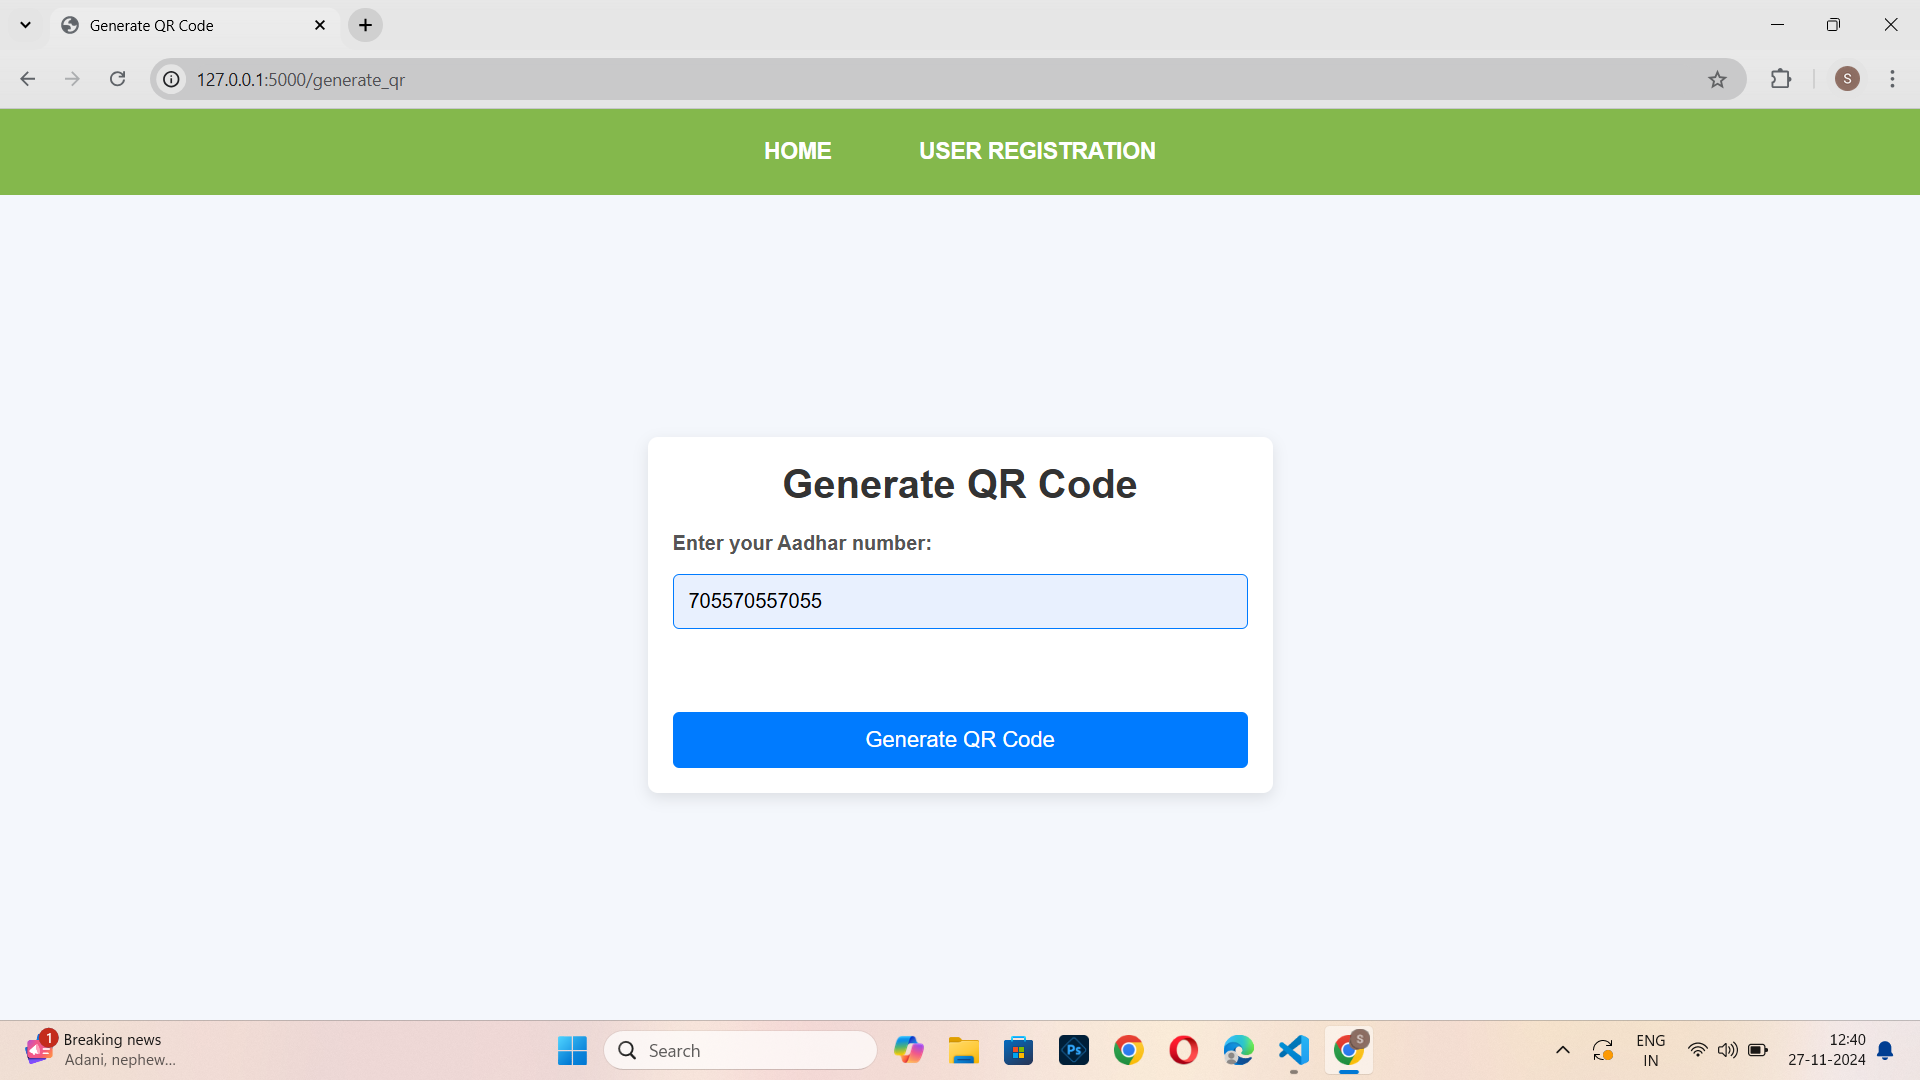 Generate QR Code
127.0.0.1:5000/generate_qr
S
HOME
USER REGISTRATION
Generate QR Code
Enter your Aadhar number:
705570557055
Generate QR Code
1
Breaking news
Adani, nephew...
Search
Ps
S
ENG
IN
12:40
27-11-2024